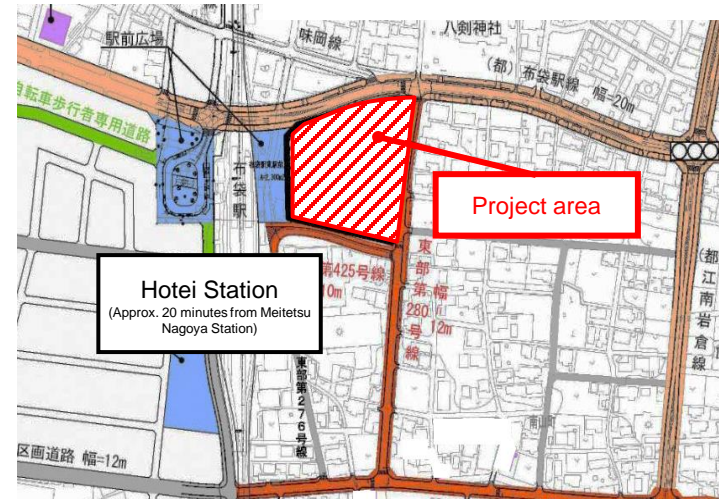 駅前広場
味岡線
八剣神社
(都) 布袋駅線 幅=20m
自転車歩行者専用道路
布袋駅
Project area
Hotei Station
(Approx. 20 minutes from Meitetsu
Nagoya Station)
第425号線
10m
東部第280号線
幅12m
(都
江南岩倉線
東部第276号線
区画道路 幅=12m